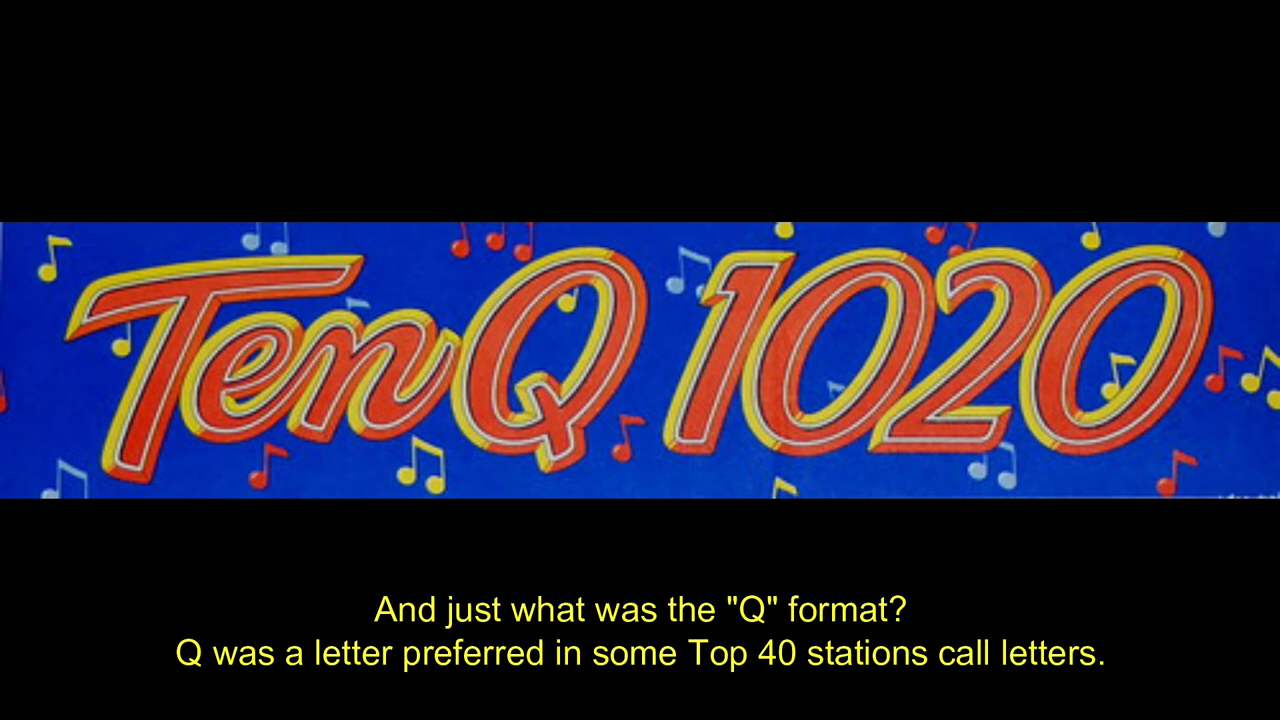 TenQ 1020
And just what was the "Q" format?
Q was a letter preferred in some Top 40 stations call letters.